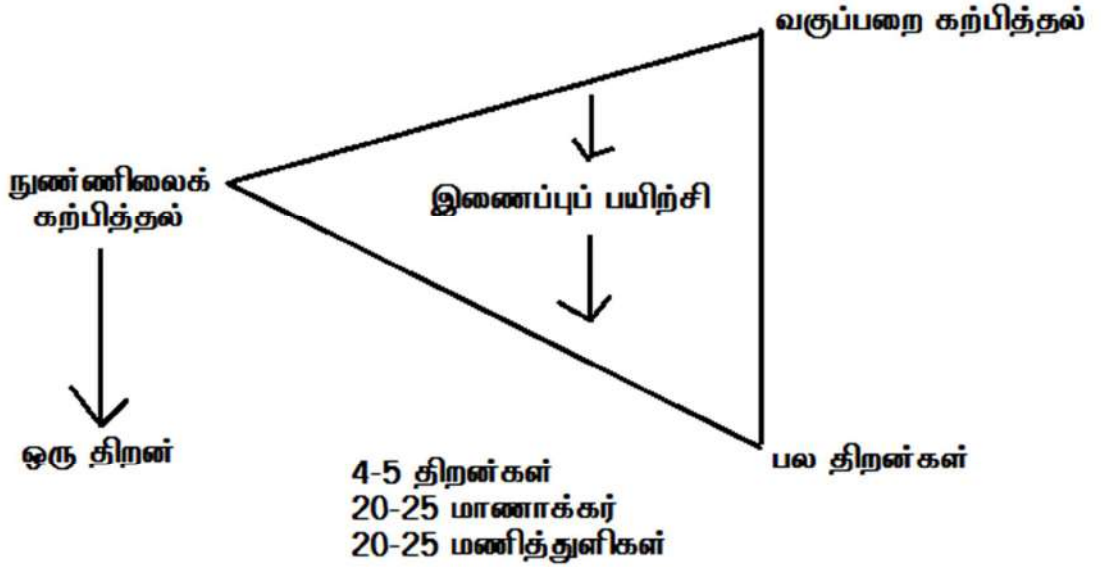 வகுப்பறை கற்பித்தல்
நுண்ணிலைக்
கற்பித்தல்
இணைப்புப் பயிற்சி
ஒரு திறன்
பல திறன்கள்
4-5 திறன்கள்
20-25 மாணாக்கர்
20-25 மணித்துளிகள்